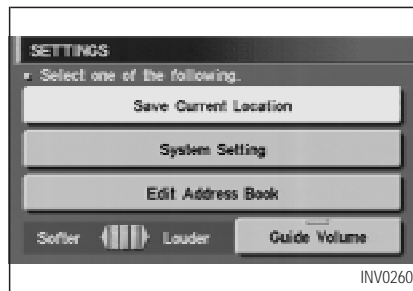 SETTINGS
Select one of the following.
Save Current Location
System Setting
Edit Address Book
Softer Louder Guide Volume
INV0260